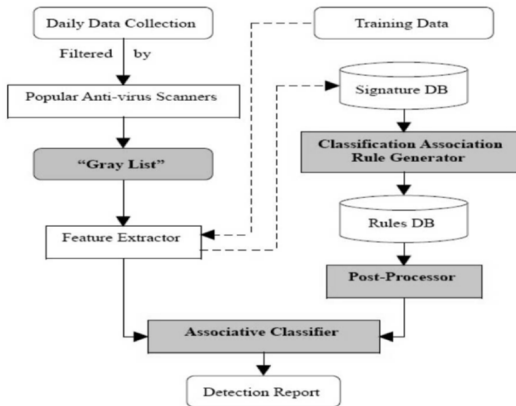 Daily Data Collection
Training Data
Filtered by
Popular Anti-virus Scanners
Signature DB
"Gray List"
Classification Association
Rule Generator
Feature Extractor
Rules DB
Post-Processor
Associative Classifier
Detection Report